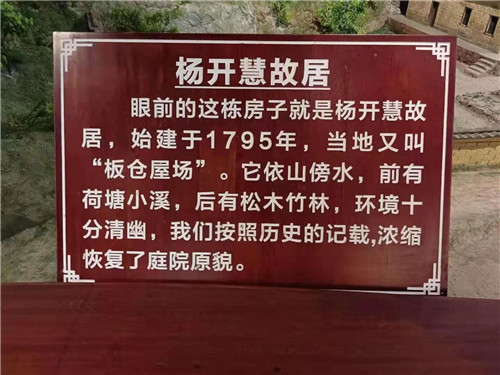 杨开慧故居
眼前的这栋房子就是杨开慧故
居，始建于1795年，当地又叫
“板仓屋场”。它依山傍水，前有
荷塘小溪，后有松木竹林，环境十
分清幽，我们按照历史的记载,浓缩
恢复了庭院原貌。